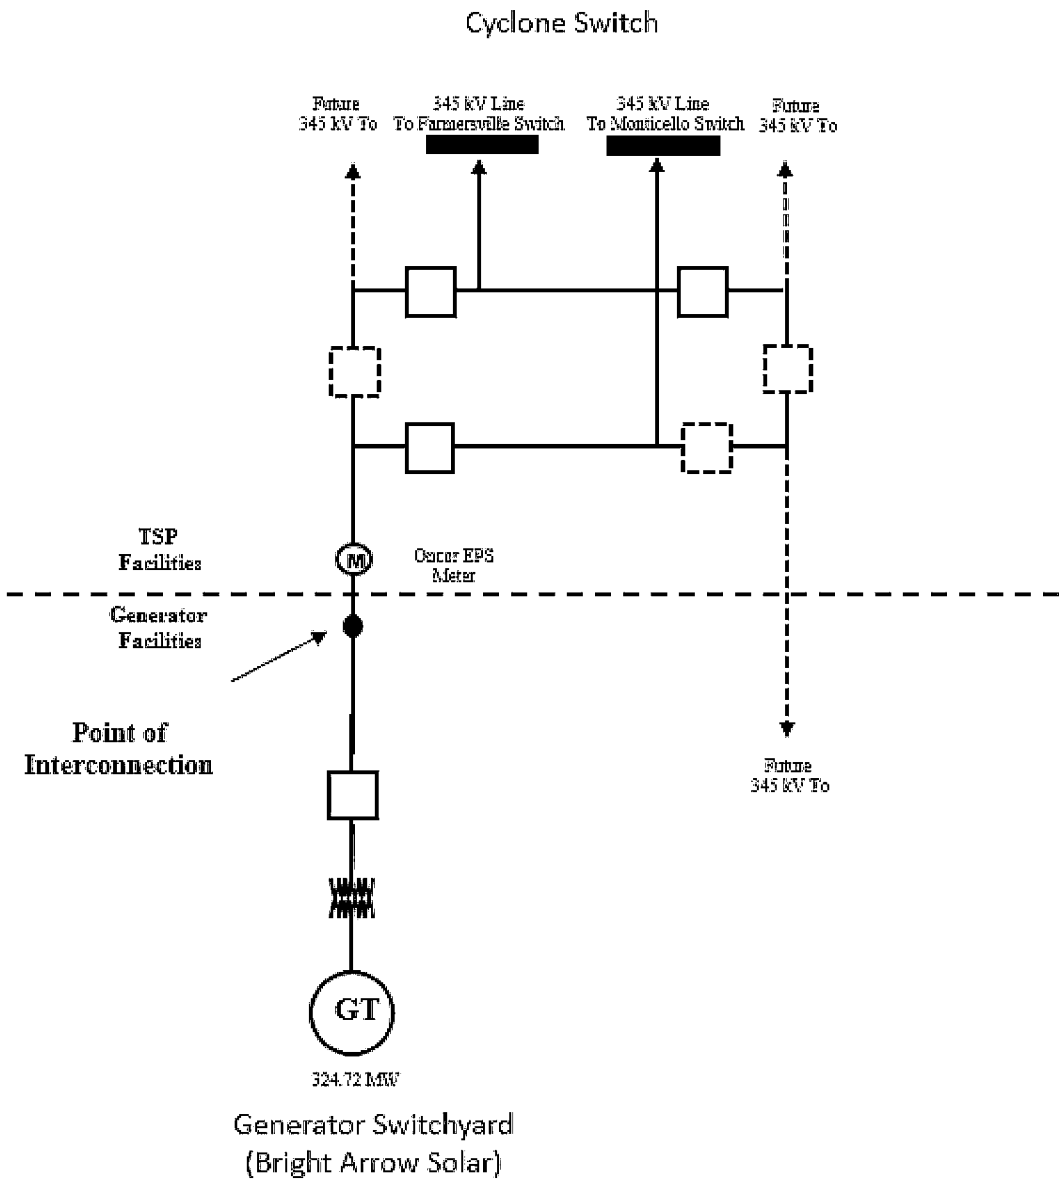 Cyclone Switch
Future
345 kV To
345 kV Line
To Farmersville Switch
345 kV Line
To Monticello Switch
Future
345 kV To
TSP
Facilities
M
Oncor EPS
Meter
Generator
Facilities
Point of
Interconnection
Future
345 kV To
GT
324.72 MW
Generator Switchyard
(Bright Arrow Solar)